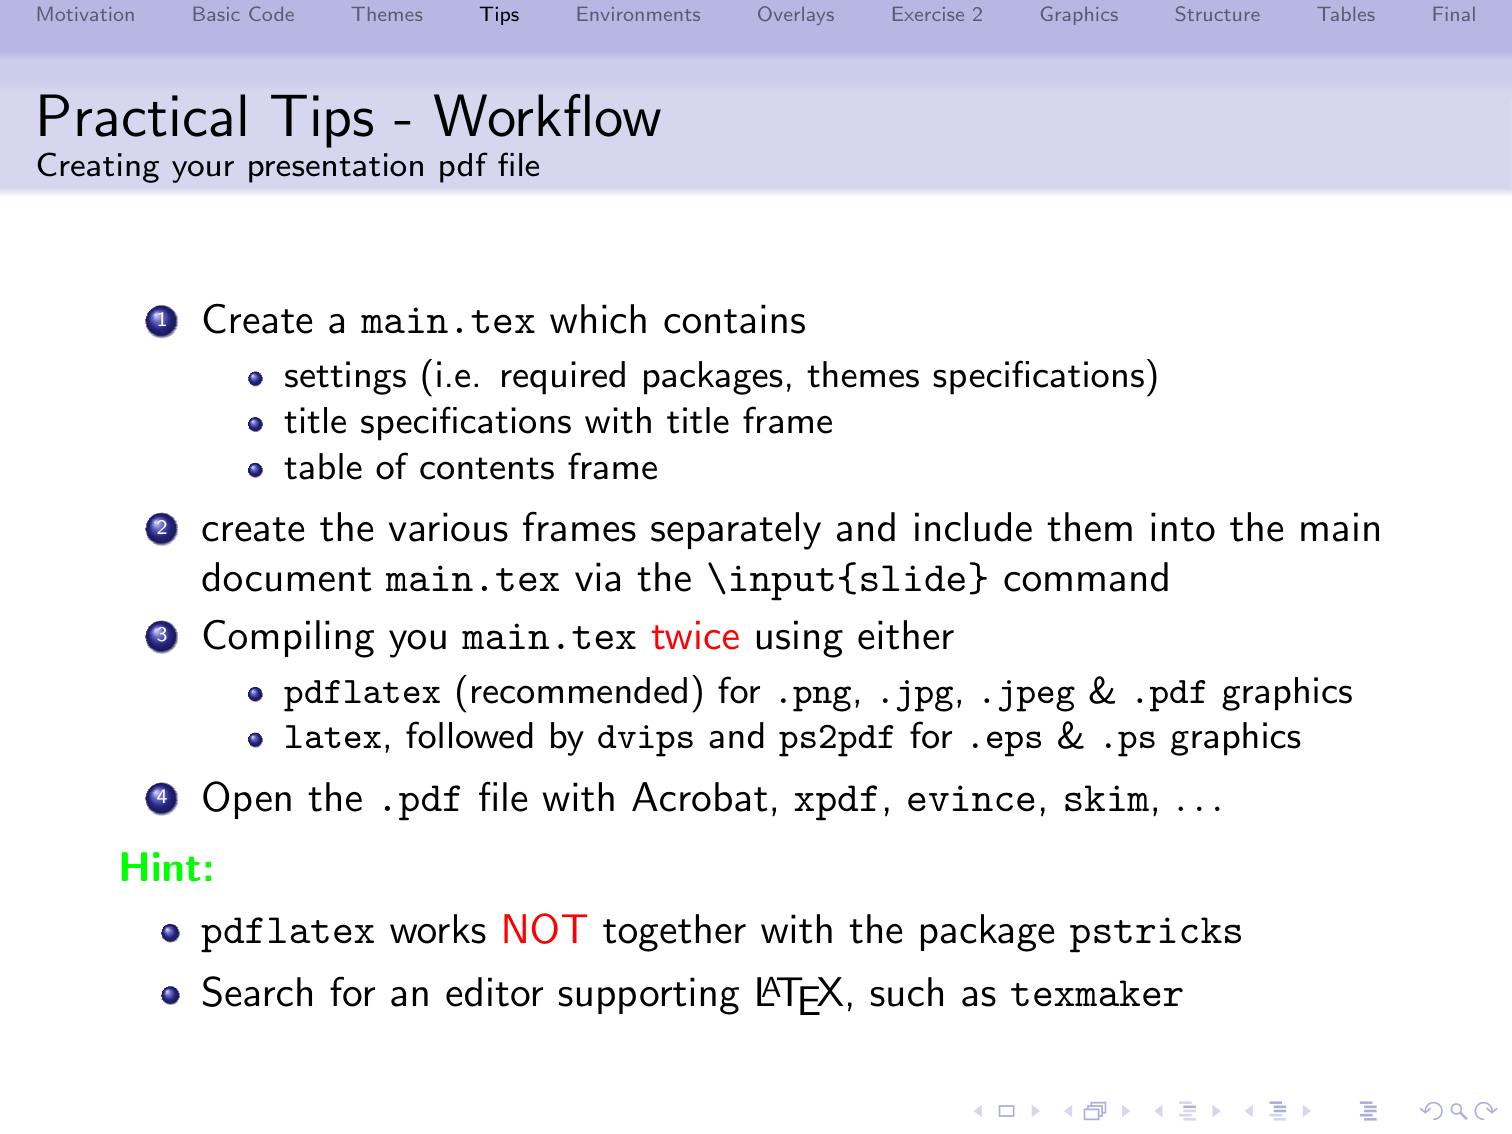 Motivation Basic Code Themes Tips Environments Overlays Exercise 2 Graphics Structure Tables Final
Practical Tips - Workflow
Creating your presentation pdf file
1 Create a main.tex which contains
settings (i.e. required packages, themes specifications)
title specifications with title frame
table of contents frame
2 create the various frames separately and include them into the main
document main.tex via the \input{slide} command
3 Compiling you main.tex twice using either
pdflatex (recommended) for .png, .jpg, .jpeg & .pdf graphics
latex, followed by dvips and ps2pdf for .eps & .ps graphics
4 Open the .pdf file with Acrobat, xpdf, evince, skim, ...
Hint:
pdflatex works NOT together with the package pstricks
Search for an editor supporting LATEX, such as texmaker